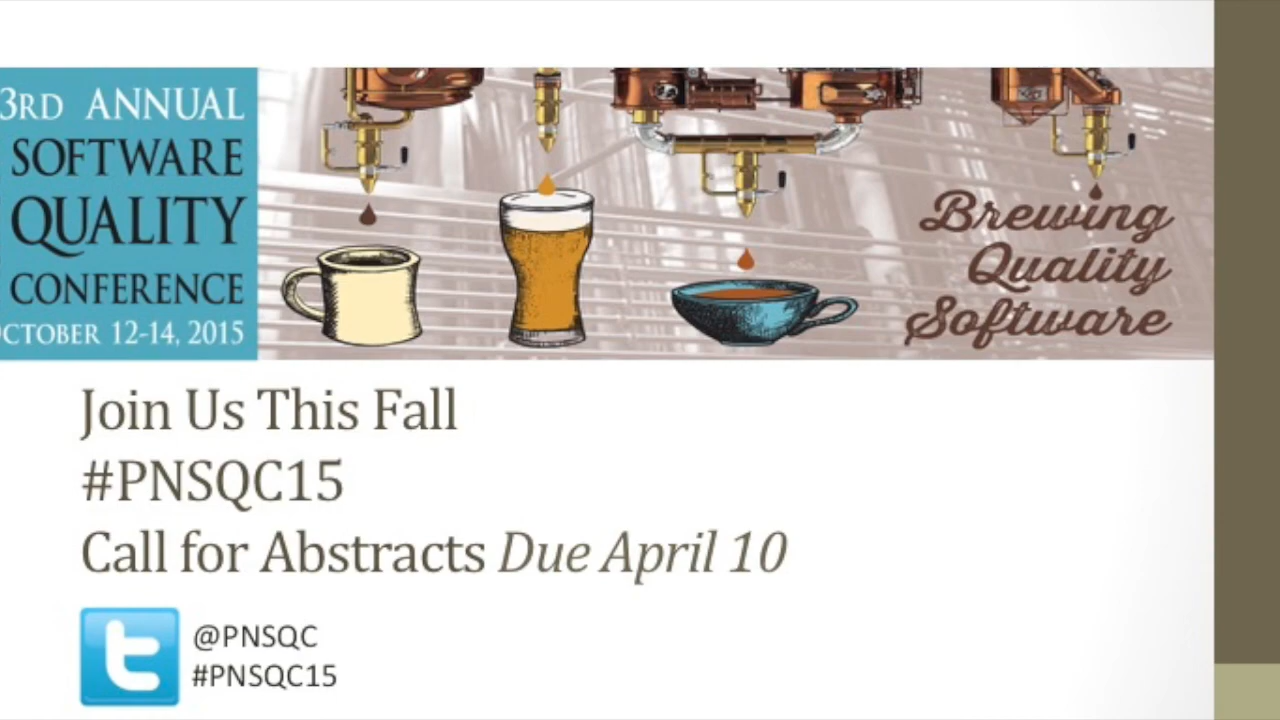 3RD ANNUAL
SOFTWARE
QUALITY
CONFERENCE
OCTOBER 12-14, 2015
Brewing
Quality
Software
Join Us This Fall
#PNSQC15
Call for Abstracts Due April 10
@PNSQC
#PNSQC15